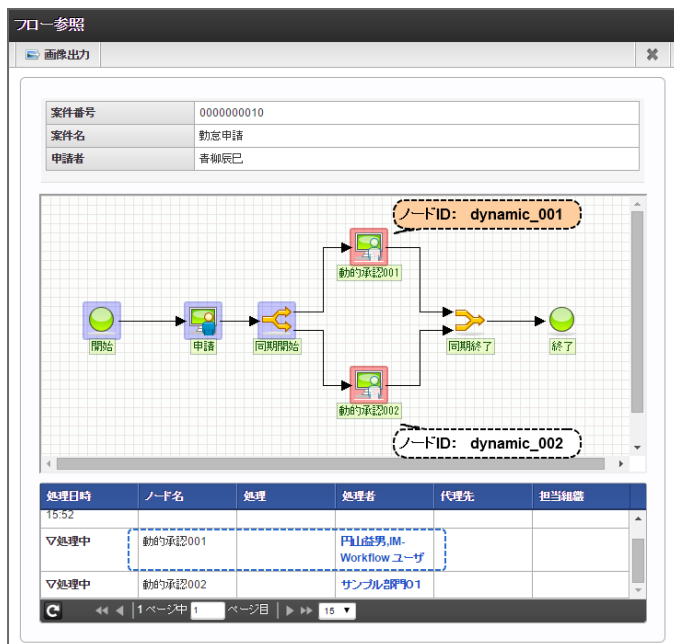 フロー参照
画像出力
案件番号 0000000010
案件名 勤怠申請
申請者 青柳辰巳
ノードID: dynamic_001
動的承認001
開始 申請 同期開始 同期終了 終了
動的承認002
ノードID: dynamic_002
処理日時 ノード名 処理 処理者 代理先 担当組織
15:52
▽処理中 動的承認001 円山益男,IM-
Workflow ユーザ
▽処理中 動的承認002 サンプル部門01
1 ページ中 1 ページ目 15